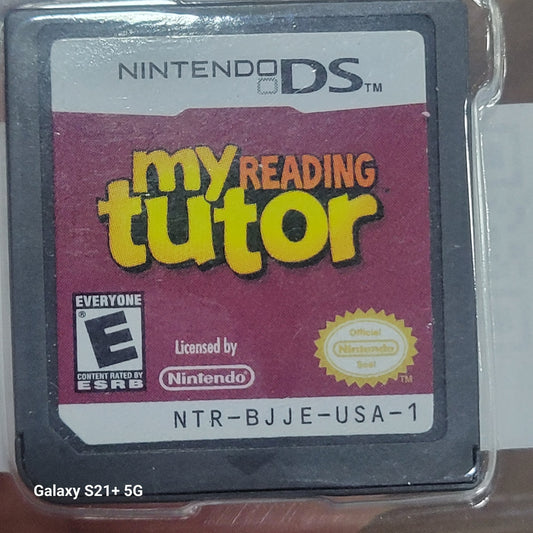 NINTENDO DS TM
my READING
tutor TM
EVERYONE
E ®
CONTENT RATED BY
ESRB
Licensed by
Nintendo®
Official
Nintendo
Seal
TM
NTR-BJJE-USA-1
Galaxy S21+ 5G